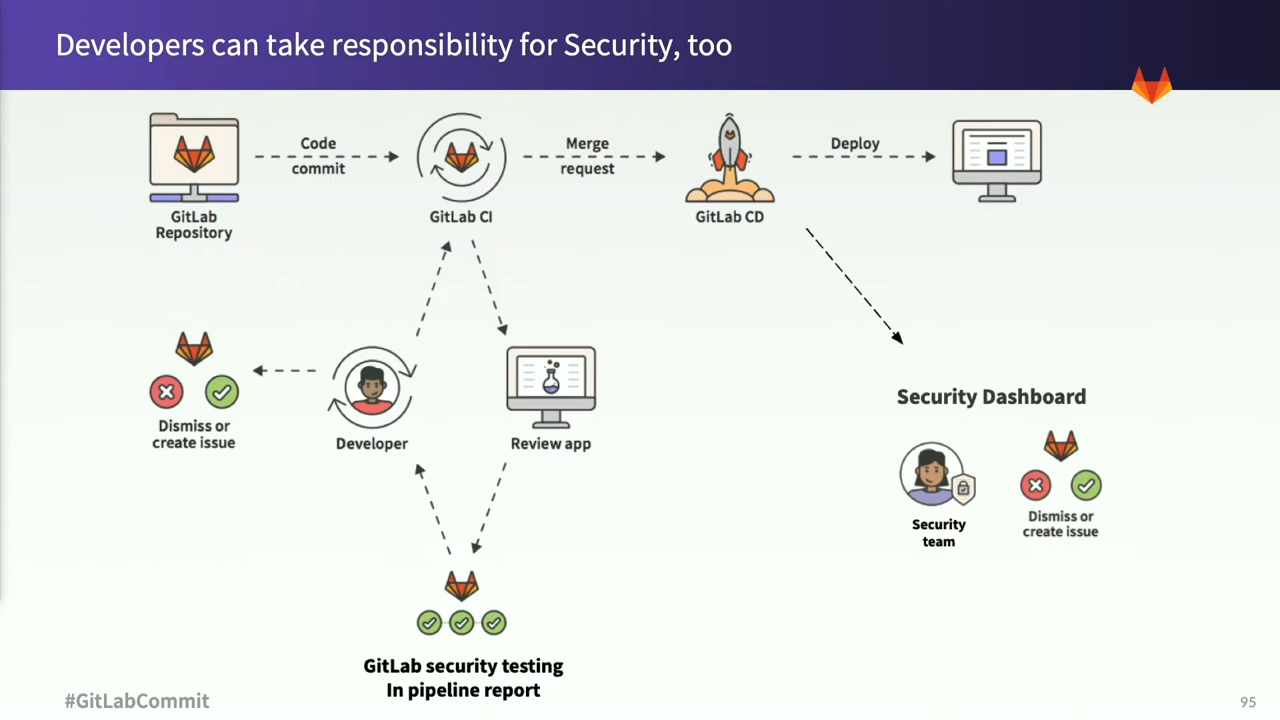 Developers can take responsibility for Security, too
Code
commit
Merge
request
Deploy
GitLab
Repository
GitLab CI
GitLab CD
Dismiss or
create issue
Developer
Review app
Security Dashboard
Security
team
Dismiss or
create issue
GitLab security testing
In pipeline report
#GitLabCommit
95